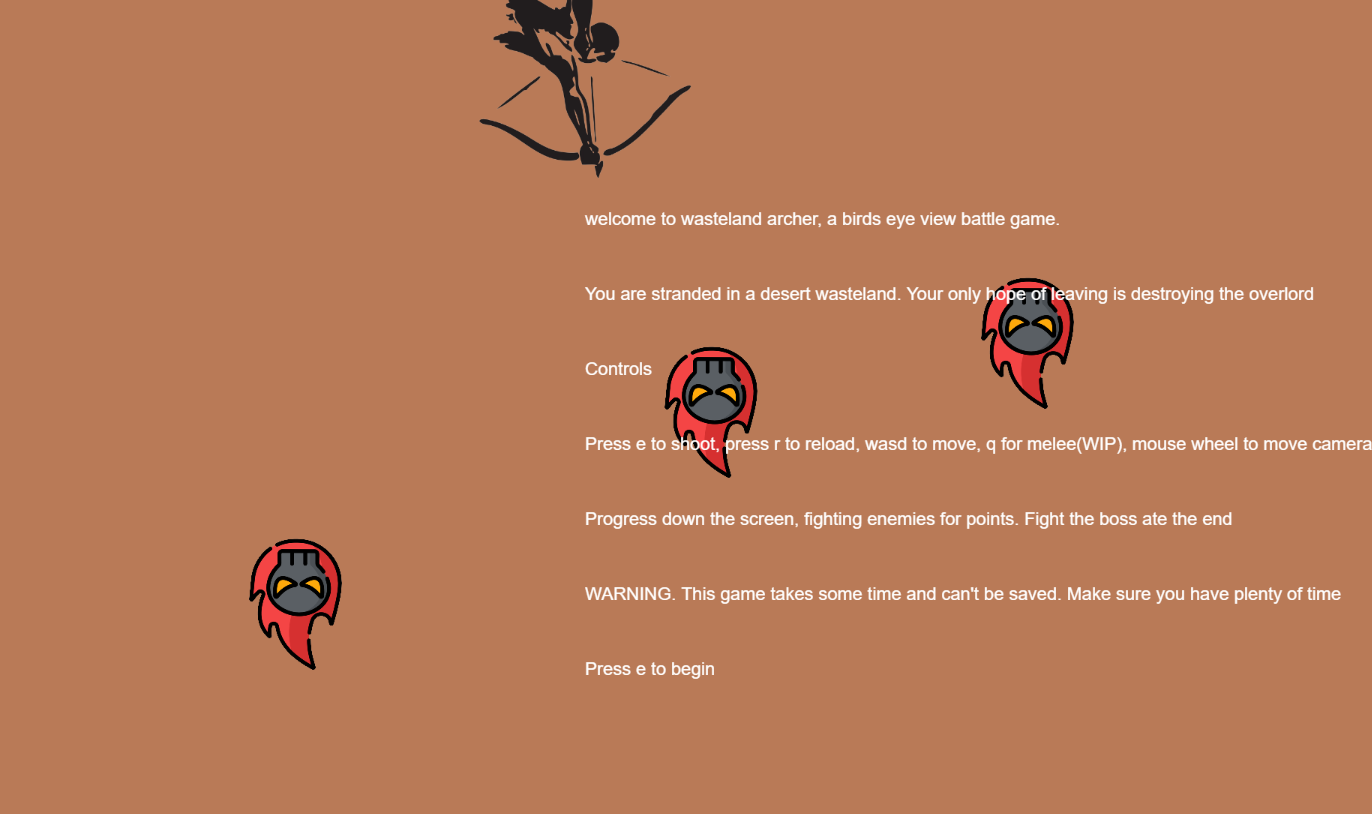 welcome to wasteland archer, a birds eye view battle game.
You are stranded in a desert wasteland. Your only hope of leaving is destroying the overlord
Controls
Press e to shoot, press r to reload, wasd to move, q for melee(WIP), mouse wheel to move camera
Progress down the screen, fighting enemies for points. Fight the boss ate the end
WARNING. This game takes some time and can't be saved. Make sure you have plenty of time
Press e to begin